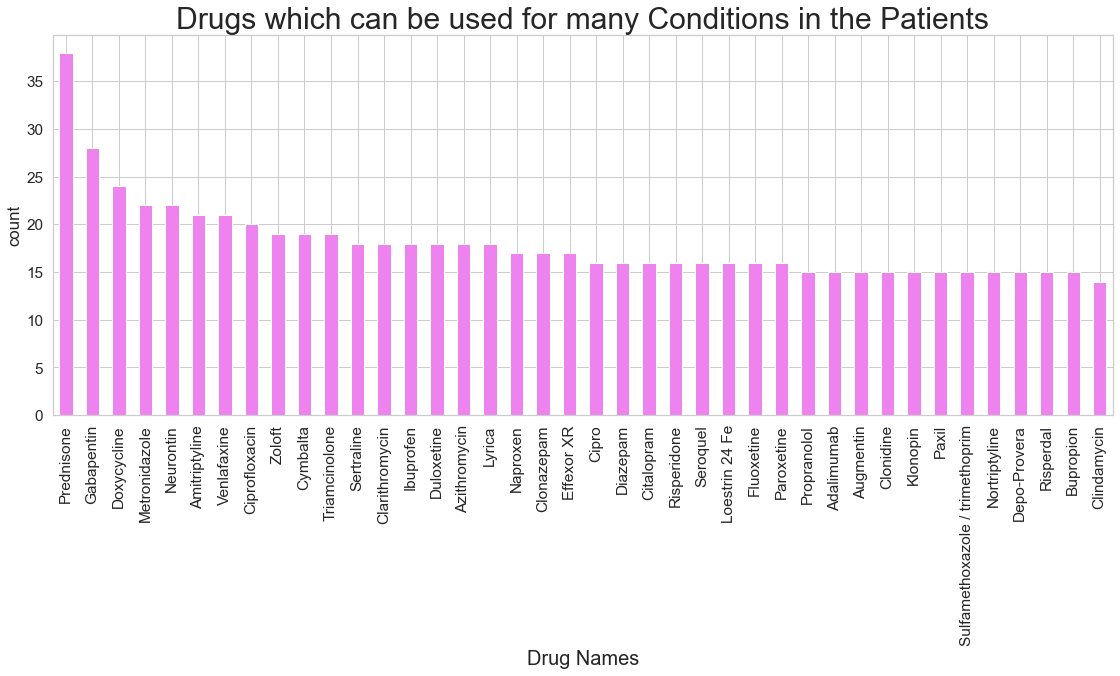 Drugs which can be used for many Conditions in the Patients
count
35
30
25
20
15
10
5
0
Prednisone
Gabapentin
Doxycycline
Metronidazole
Neurontin
Amitriptyline
Venlafaxine
Ciprofloxacin
Zoloft
Cymbalta
Triamcinolone
Sertraline
Clarithromycin
Ibuprofen
Duloxetine
Azithromycin
Lyrica
Naproxen
Clonazepam
Effexor XR
Cipro
Diazepam
Citalopram
Risperidone
Seroquel
Loestrin 24 Fe
Fluoxetine
Paroxetine
Propranolol
Adalimumab
Augmentin
Clonidine
Klonopin
Paxil
Sulfamethoxazole / trimethoprim
Nortriptyline
Depo-Provera
Risperdal
Bupropion
Clindamycin
Drug Names